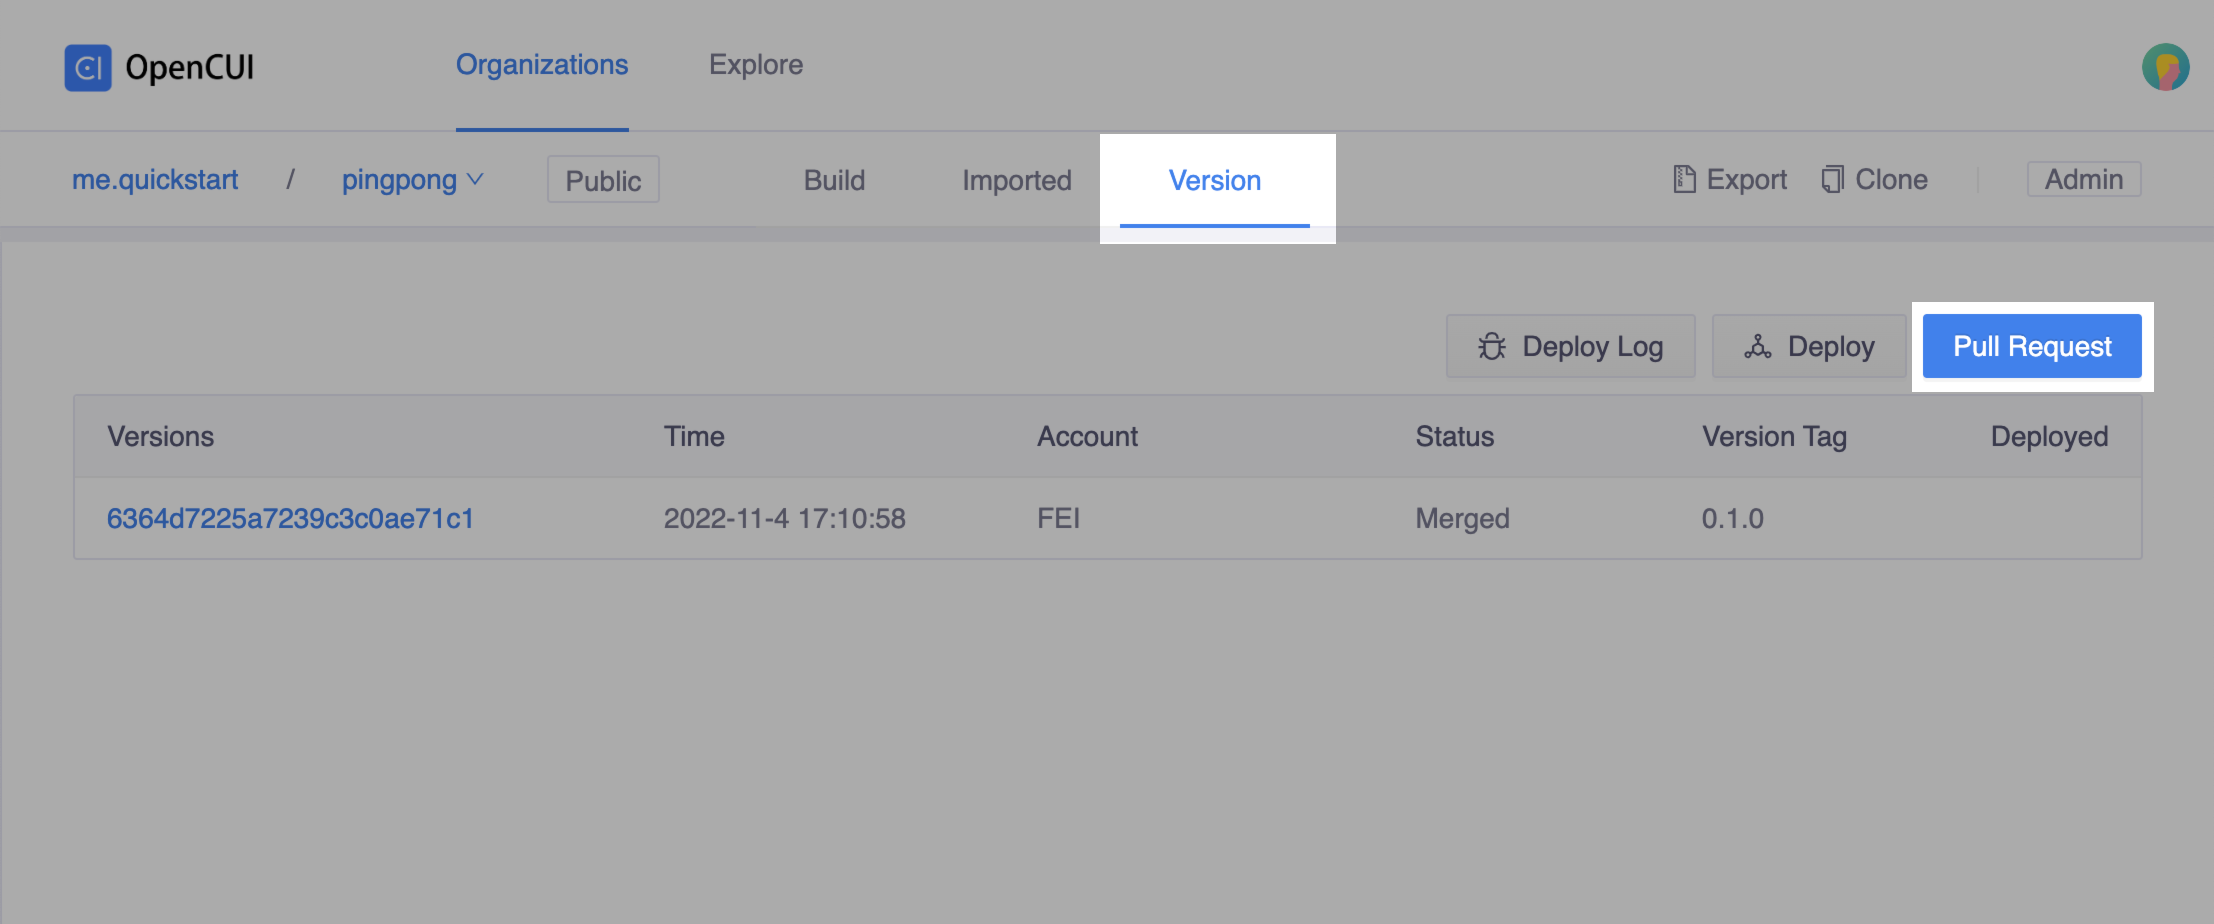 CI OpenCUI
Organizations Explore
me.quickstart / pingpong Public Build Imported Version Export Clone Admin
Deploy Log Deploy Pull Request
Versions Time Account Status Version Tag Deployed
6364d7225a7239c3c0ae71c1 2022-11-4 17:10:58 FEI Merged 0.1.0